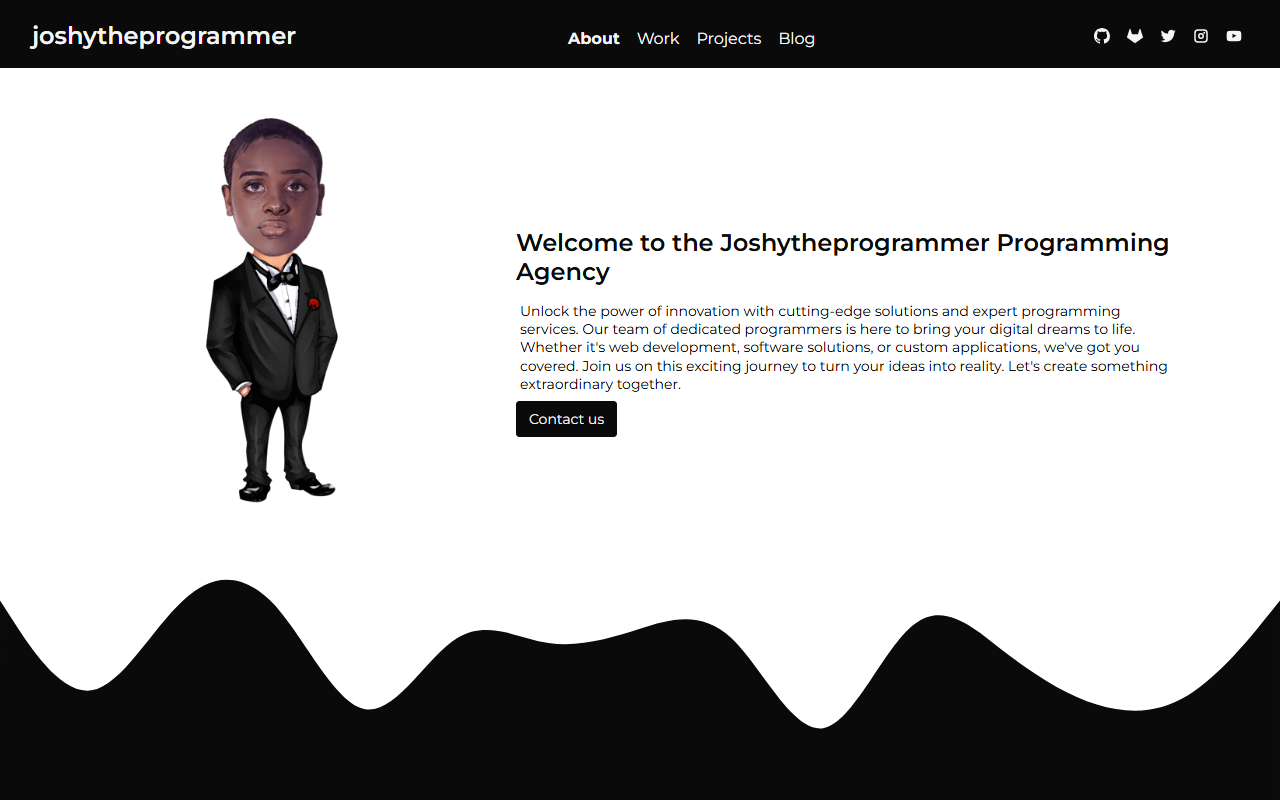 joshytheprogrammer
About Work Projects Blog
Welcome to the Joshytheprogrammer Programming
Agency
Unlock the power of innovation with cutting-edge solutions and expert programming
services. Our team of dedicated programmers is here to bring your digital dreams to life.
Whether it's web development, software solutions, or custom applications, we've got you
covered. Join us on this exciting journey to turn your ideas into reality. Let's create something
extraordinary together.
Contact us